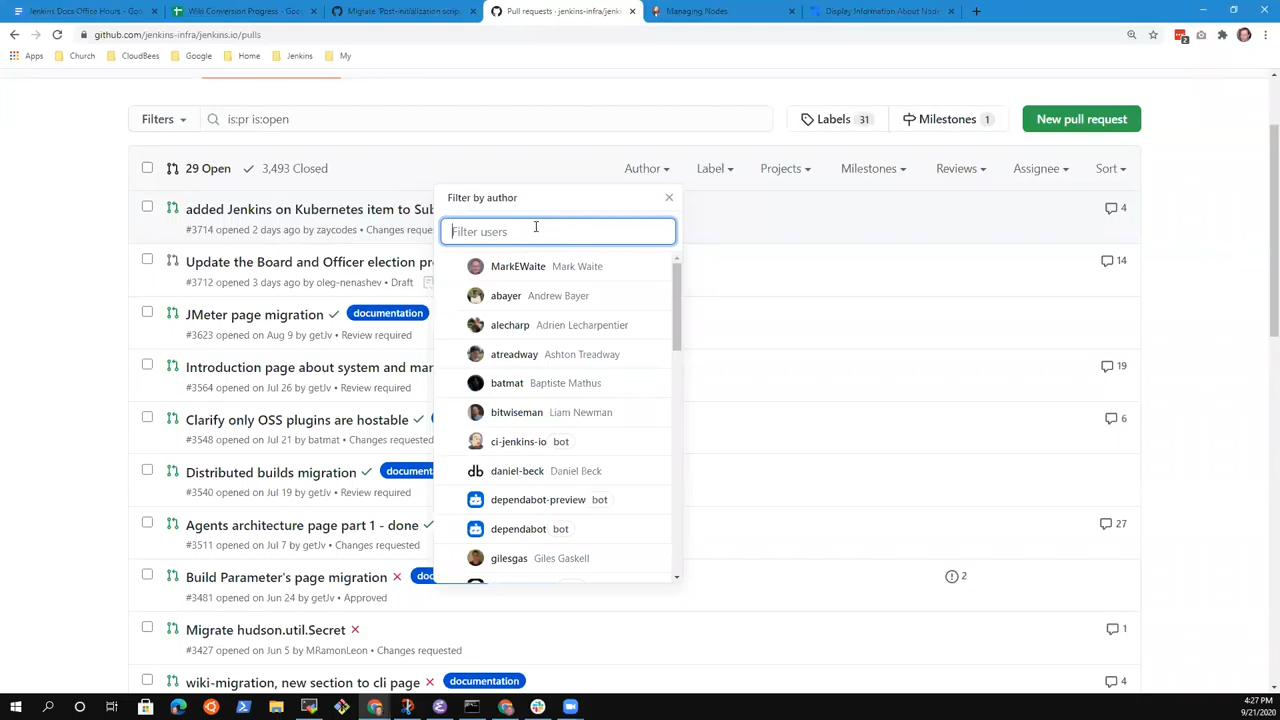 Jenkins Docs Office Hours - Goo
Wiki Conversion Progress - Goog
Migrate 'Post-initialization scrip
Pull requests · jenkins-infra/jenki
Managing Nodes
Display Information About Node
github.com/jenkins-infra/jenkins.io/pulls
Apps
Church
CloudBees
Google
Home
Jenkins
My
Filters
is:pr is:open
Labels 31
Milestones 1
New pull request
29 Open
3,493 Closed
Author
Label
Projects
Milestones
Reviews
Assignee
Sort
Filter by author
Filter users
MarkEWaite Mark Waite
abayer Andrew Bayer
alecharp Adrien Lecharpentier
atreadway Ashton Treadway
batmat Baptiste Mathus
bitwiseman Liam Newman
ci-jenkins-io bot
daniel-beck Daniel Beck
dependabot-preview bot
dependabot bot
gilesgas Giles Gaskell
added Jenkins on Kubernetes item to Sub
4
#3714 opened 2 days ago by zaycodes • Changes reque
Update the Board and Officer election pr
14
#3712 opened 3 days ago by oleg-nenashev • Draft
JMeter page migration
documentation
#3623 opened on Aug 9 by getJv • Review required
Introduction page about system and mar
19
#3564 opened on Jul 26 by getJv • Review required
Clarify only OSS plugins are hostable
6
#3548 opened on Jul 21 by batmat • Changes requested
Distributed builds migration
documen
#3540 opened on Jul 19 by getJv • Review required
Agents architecture page part 1 - done
27
#3511 opened on Jul 7 by getJv • Changes requested
Build Parameter's page migration
doc
2
#3481 opened on Jun 24 by getJv • Approved
Migrate hudson.util.Secret
1
#3427 opened on Jun 5 by MRamonLeon • Changes requested
wiki-migration, new section to cli page
documentation
4
4:27 PM
9/21/2020